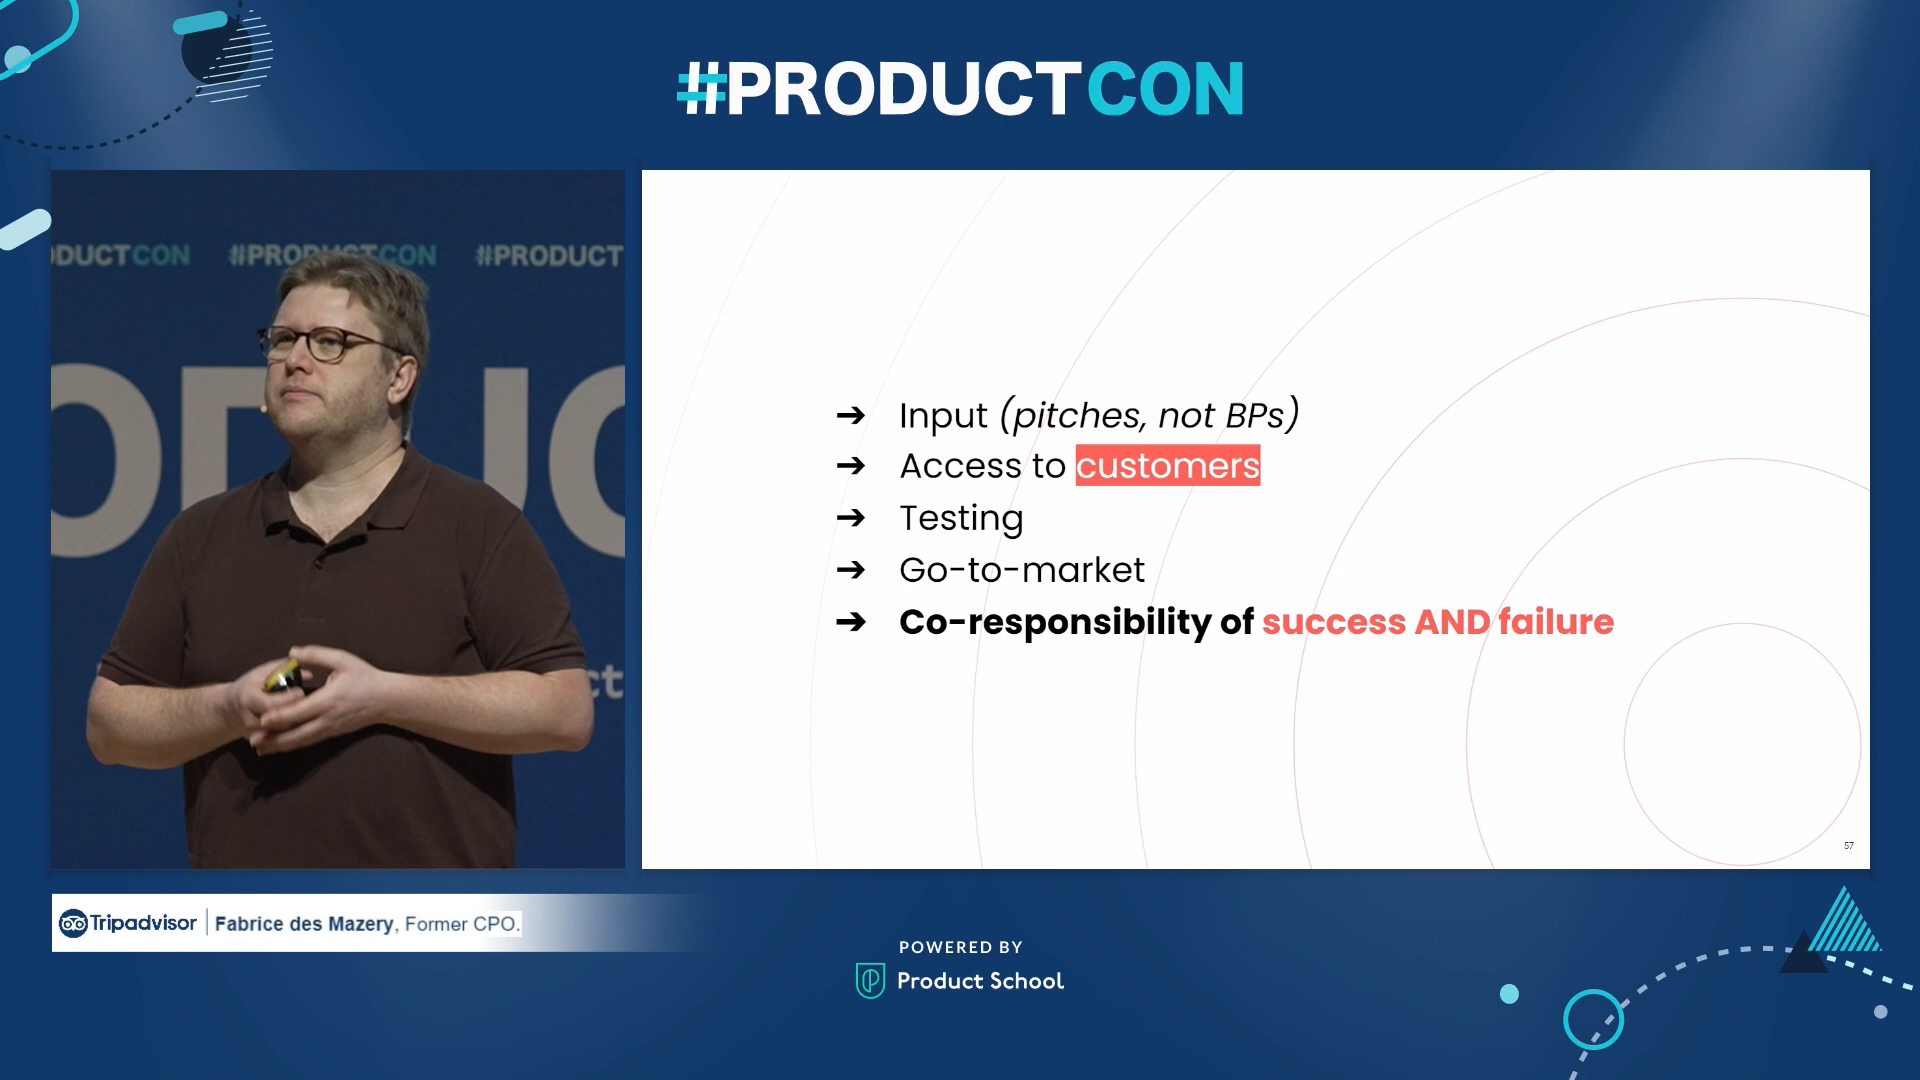 #PRODUCTCON
DUCTCON #PRODUCTCON #PRODUCT
➔ Input (pitches, not BPs)
➔ Access to customers
➔ Testing
➔ Go-to-market
➔ Co-responsibility of success AND failure
57
Tripadvisor | Fabrice des Mazery, Former CPO.
POWERED BY
Product School